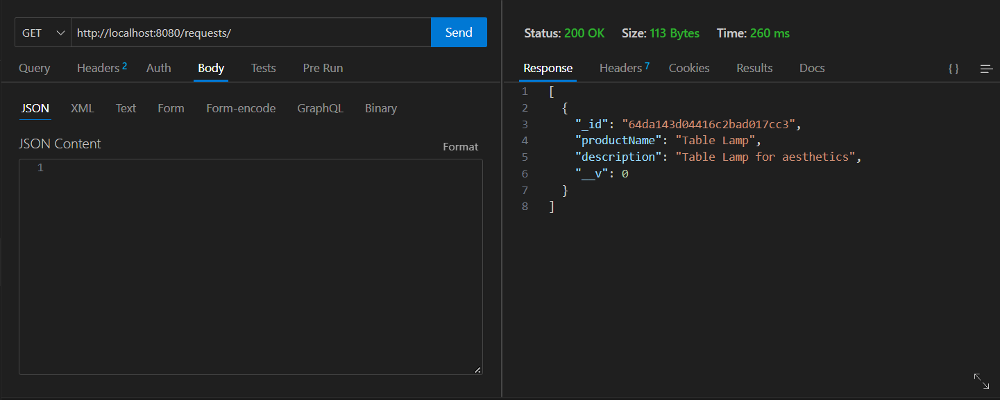 GET http://localhost:8080/requests/ Send
Query Headers 2 Auth Body Tests Pre Run
JSON XML Text Form Form-encode GraphQL Binary
JSON Content
Format
1
Status: 200 OK Size: 113 Bytes Time: 260 ms
Response Headers 7 Cookies Results Docs { }
1 [
2 {
3 "_id": "64da143d04416c2bad017cc3",
4 "productName": "Table Lamp",
5 "description": "Table Lamp for aesthetics",
6 "__v": 0
7 }
8 ]